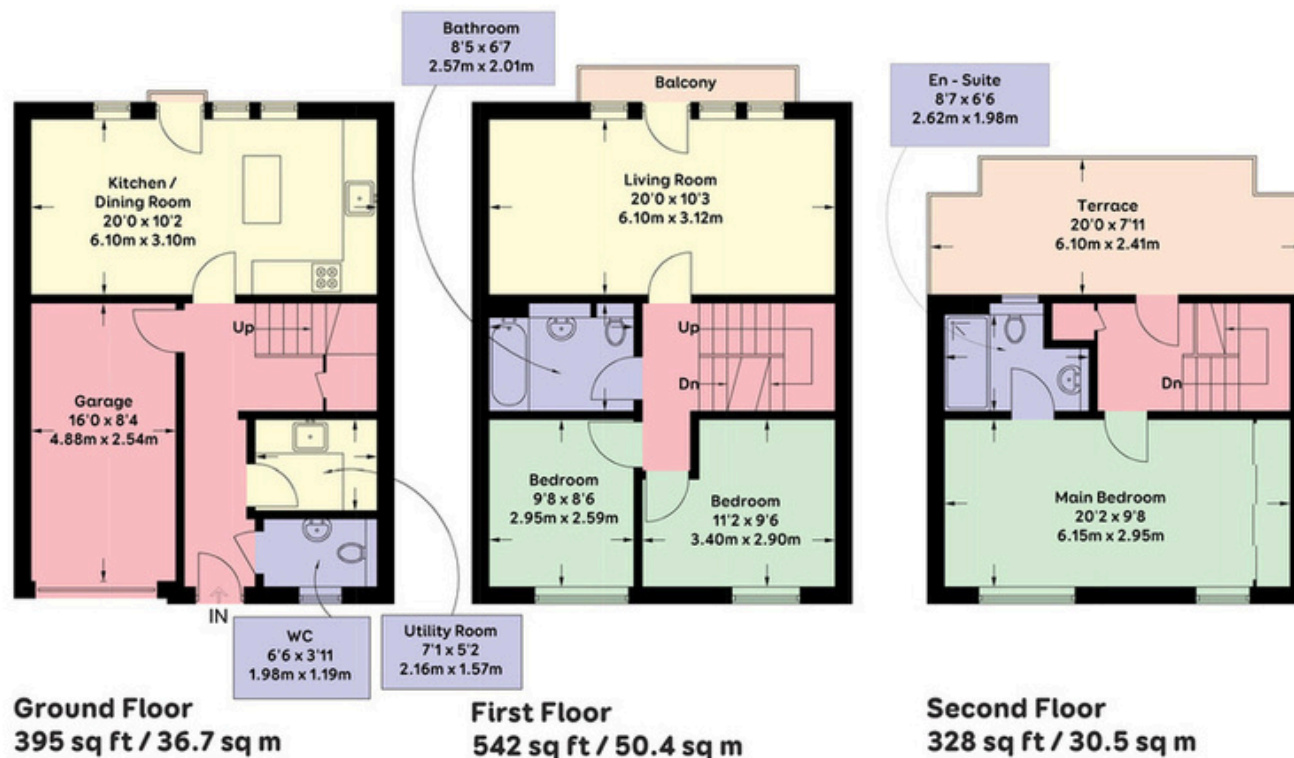 Bathroom
8'5 x 6'7
2.57m x 2.01m
Balcony
En - Suite
8'7 x 6'6
2.62m x 1.98m
Kitchen /
Dining Room
20'0 x 10'2
6.10m x 3.10m
Living Room
20'0 x 10'3
6.10m x 3.12m
Terrace
20'0 x 7'11
6.10m x 2.41m
Up
Up
Dn
Dn
Garage
16'0 x 8'4
4.88m x 2.54m
Bedroom
9'8 x 8'6
2.95m x 2.59m
Bedroom
11'2 x 9'6
3.40m x 2.90m
Main Bedroom
20'2 x 9'8
6.15m x 2.95m
IN
WC
6'6 x 3'11
1.98m x 1.19m
Utility Room
7'1 x 5'2
2.16m x 1.57m
Ground Floor
395 sq ft / 36.7 sq m
First Floor
542 sq ft / 50.4 sq m
Second Floor
328 sq ft / 30.5 sq m